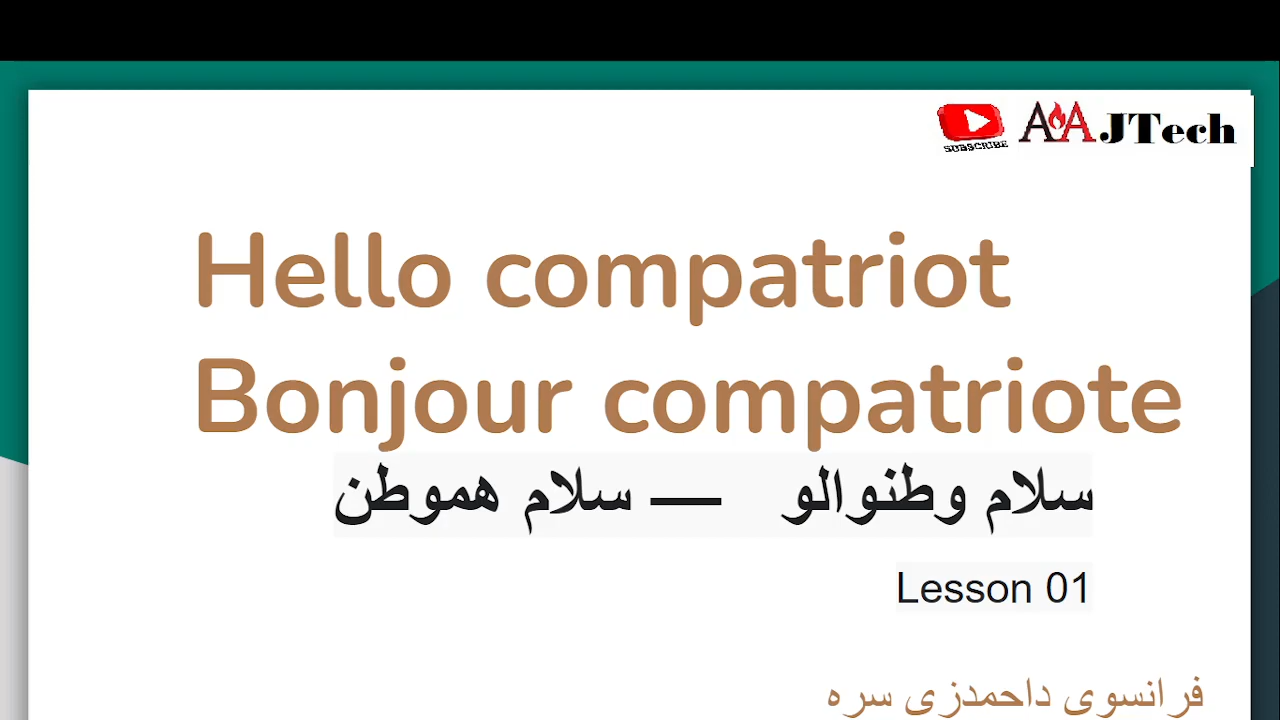 SUBSCRIBE AAJTech
Hello compatriot
Bonjour compatriote
سلام وطنوالو — سلام هموطن
Lesson 01
فرانسوی داحمدزی سره